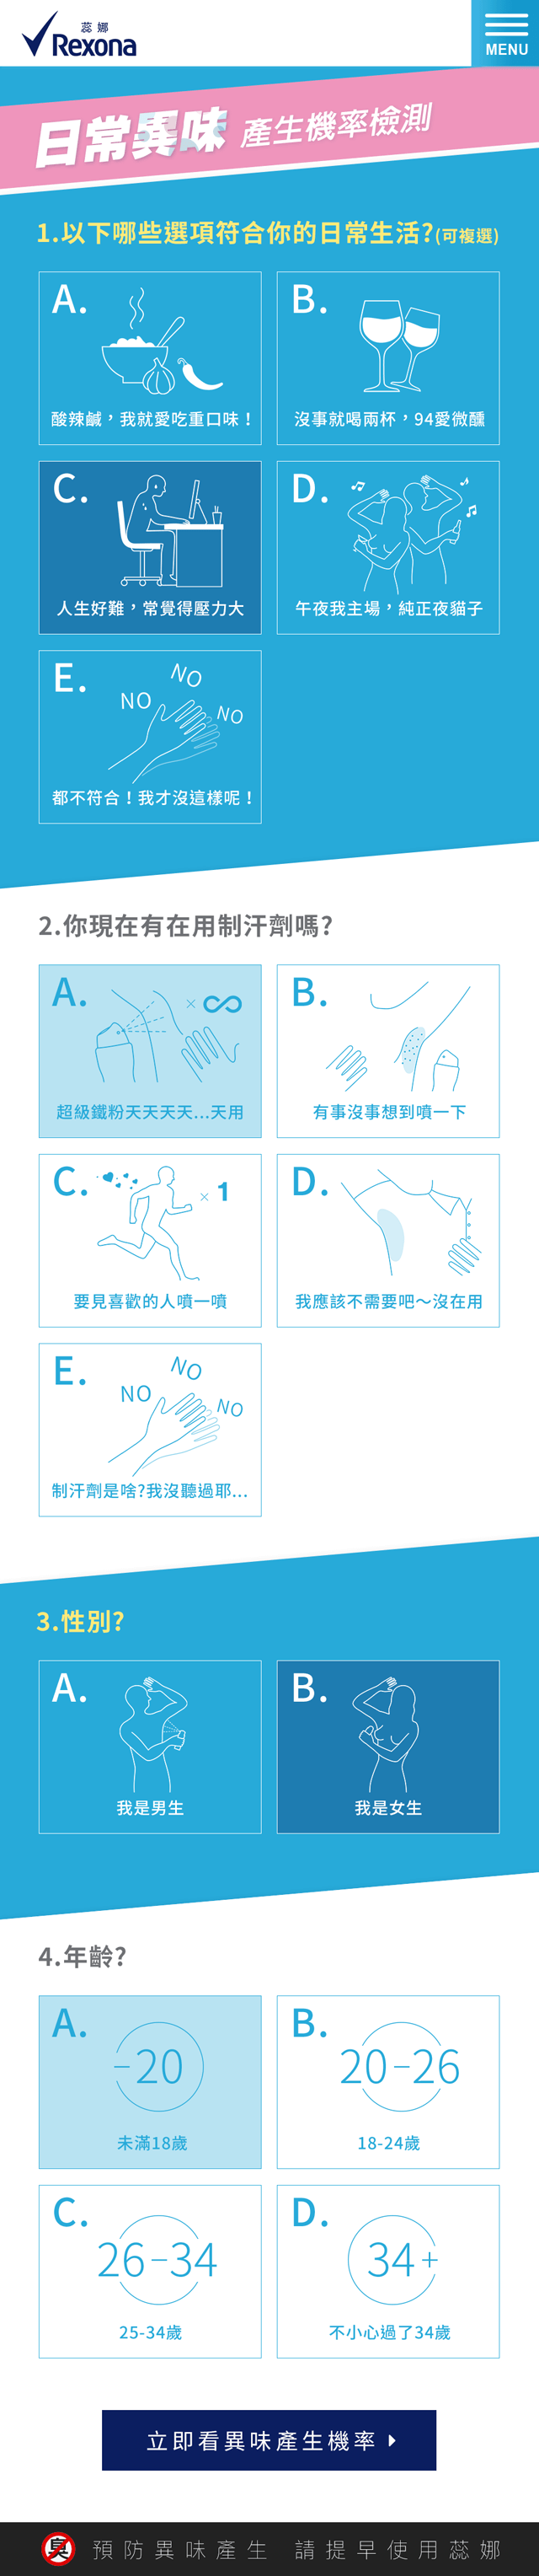 蕊娜
Rexona
MENU
日常異味 產生機率檢測
1.以下哪些選項符合你的日常生活?(可複選)
A.
酸辣鹹，我就愛吃重口味！
B.
沒事就喝兩杯，94愛微醺
C.
人生好難，常覺得壓力大
D.
午夜我主場，純正夜貓子
E.
NO
NO
NO
都不符合！我才沒這樣呢！
2.你現在有在用制汗劑嗎?
A.
×∞
超級鐵粉天天天天...天用
B.
有事沒事想到噴一下
C.
×1
要見喜歡的人噴一噴
D.
我應該不需要吧～沒在用
E.
NO
NO
NO
制汗劑是啥?我沒聽過耶...
3.性別?
A.
我是男生
B.
我是女生
4.年齡?
A.
-20
未滿18歲
B.
20-26
18-24歲
C.
26-34
25-34歲
D.
34+
不小心過了34歲
立即看異味產生機率
臭 預防異味產生 請提早使用蕊娜